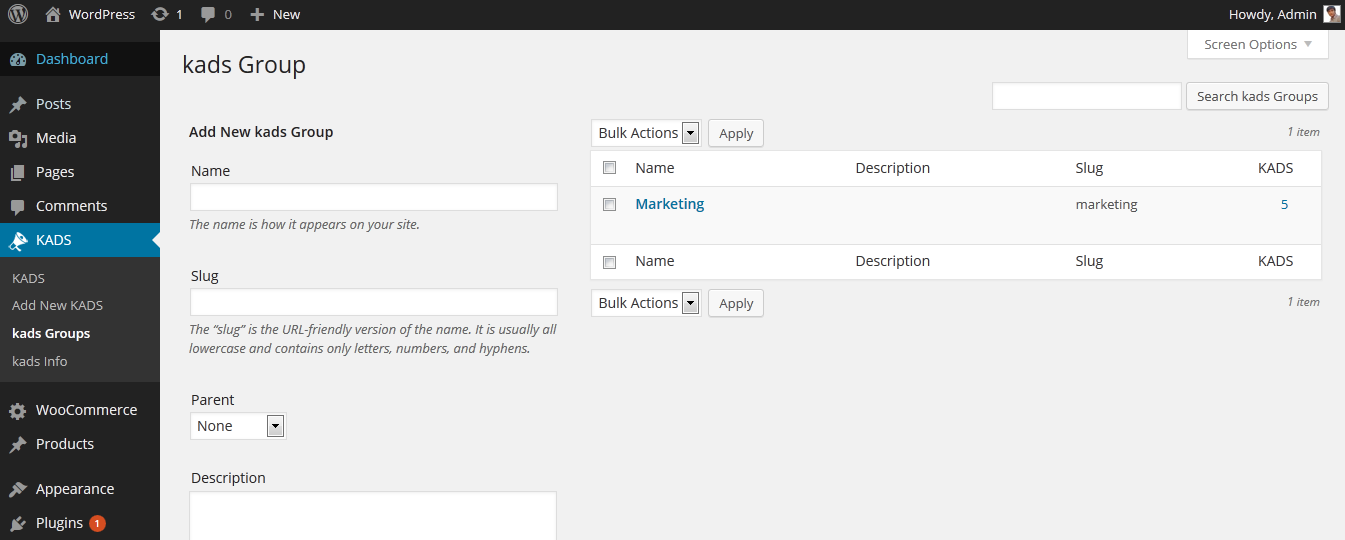 WordPress 1 0 New Howdy, Admin
Dashboard
Posts
Media
Pages
Comments
KADS
KADS
Add New KADS
kads Groups
kads Info
WooCommerce
Products
Appearance
Plugins 1
Screen Options
kads Group
Search kads Groups
Add New kads Group
Name
The name is how it appears on your site.
Slug
The “slug” is the URL-friendly version of the name. It is usually all
lowercase and contains only letters, numbers, and hyphens.
Parent
None
Description
Bulk Actions Apply 1 item
Name Description Slug KADS
Marketing marketing 5
Name Description Slug KADS
Bulk Actions Apply 1 item